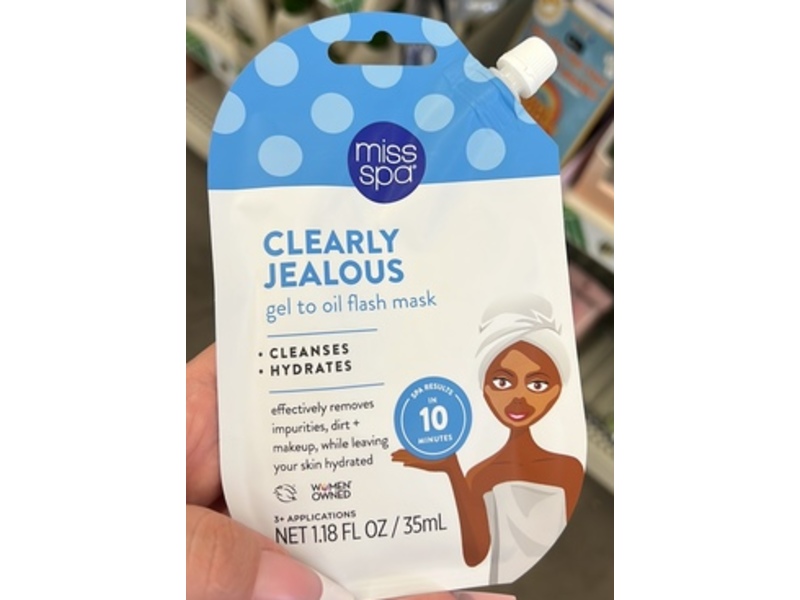 miss
spa®
CLEARLY
JEALOUS
gel to oil flash mask
• CLEANSES
• HYDRATES
effectively removes
impurities, dirt +
makeup, while leaving
your skin hydrated
SPA RESULTS
IN
10
MINUTES
WOMEN
OWNED
3+ APPLICATIONS
NET 1.18 FL OZ / 35mL